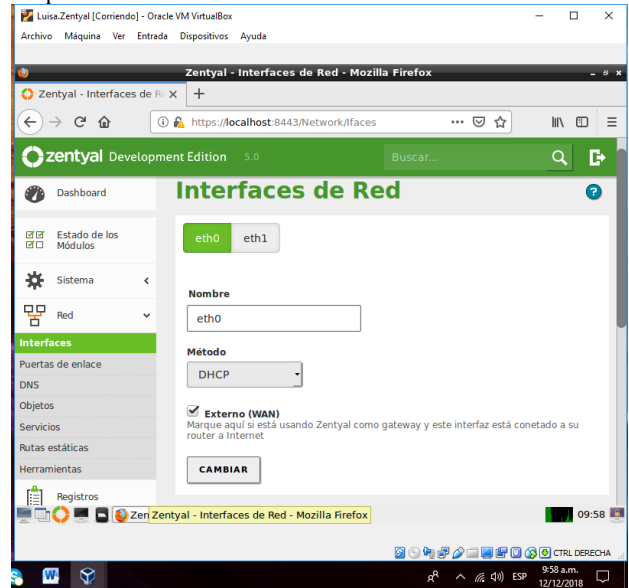 Luisa.Zentyal [Corriendo] - Oracle VM VirtualBox
Archivo Máquina Ver Entrada Dispositivos Ayuda
Zentyal - Interfaces de Red - Mozilla Firefox
Zentyal - Interfaces de Re
https://localhost:8443/Network/Ifaces
zentyal Development Edition 5.0
Buscar...
Dashboard
Estado de los
Módulos
Sistema
Red
Interfaces
Puertas de enlace
DNS
Objetos
Servicios
Rutas estáticas
Herramientas
Registros
Interfaces de Red
eth0 eth1
Nombre
eth0
Método
DHCP
Externo (WAN)
Marque aquí si está usando Zentyal como gateway y este interfaz está conetado a su
router a Internet
CAMBIAR
Zen
Zentyal - Interfaces de Red - Mozilla Firefox
09:58
CTRL DERECHA
ESP
9:58 a.m.
12/12/2018